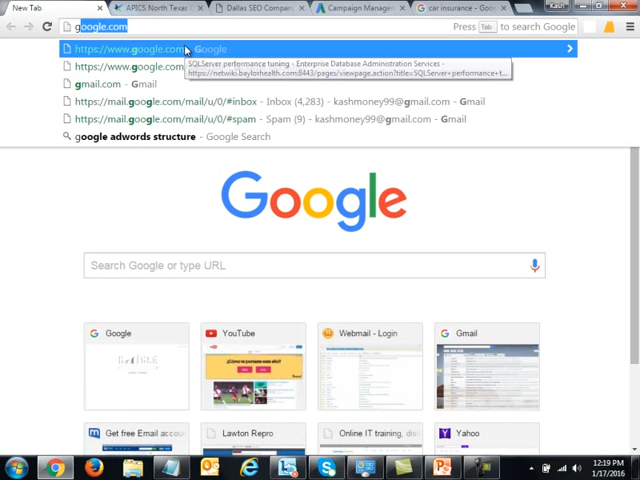 New Tab
APICS North Texas
Dallas SEO Compan
Campaign Manage
car insurance - Goo
Kash
google.com
Press Tab to search Google
https://www.google.com - Google
SQLServer performance tuning - Enterprise Database Administration Services -
https://netwiki.baylorhealth.com:8443/pages/viewpage.action?title=SQLServer+performance+t...
https://www.google.com
gmail.com - Gmail
https://mail.google.com/mail/u/0/#inbox - Inbox (4,283) - kashmoney99@gmail.com - Gmail
https://mail.google.com/mail/u/0/#spam - Spam (9) - kashmoney99@gmail.com - Gmail
google adwords structure - Google Search
Google
Search Google or type URL
Google
YouTube
Webmail - Login
Gmail
Get free Email accou
Lawton Repro
Online IT training, di
Yahoo
12:19 PM
1/17/2016